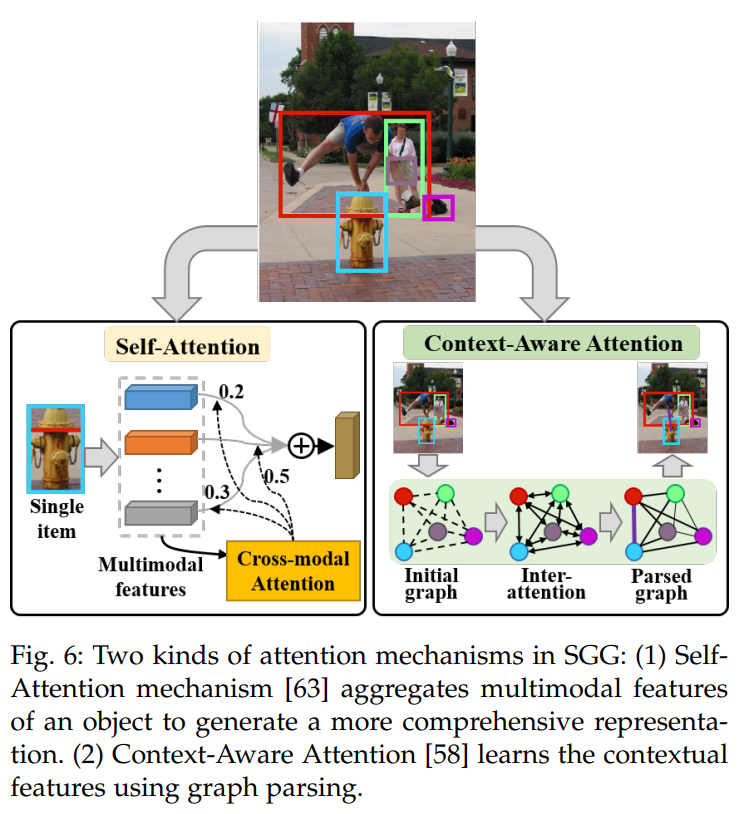 Self-Attention
Context-Aware Attention
0.2
0.5
0.3
Single
item
Multimodal
features
Cross-modal
Attention
Initial
graph
Inter-
attention
Parsed
graph
Fig. 6: Two kinds of attention mechanisms in SGG: (1) Self-
Attention mechanism [63] aggregates multimodal features
of an object to generate a more comprehensive representa-
tion. (2) Context-Aware Attention [58] learns the contextual
features using graph parsing.